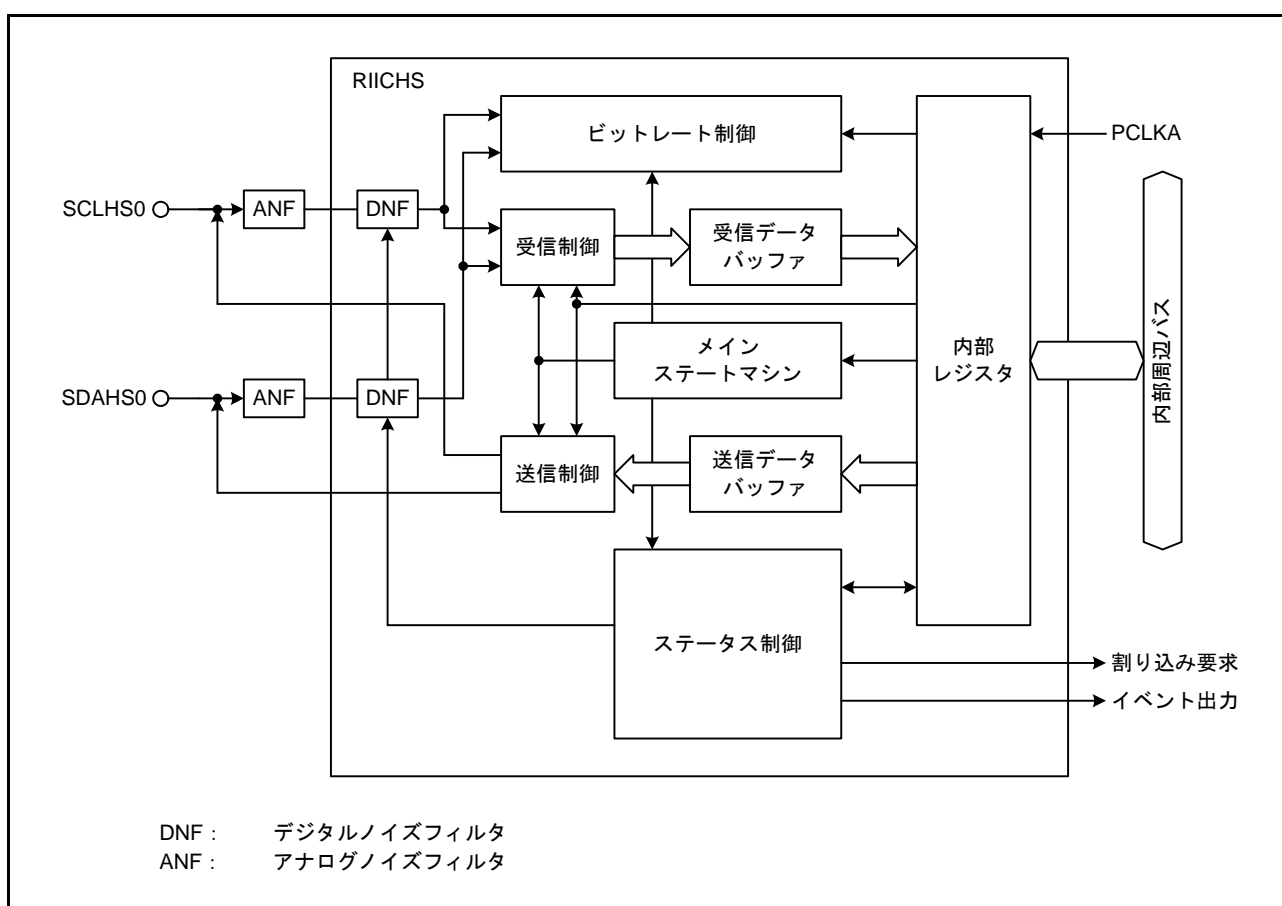 RIICHS
ビットレート制御
PCLKA
SCLHS0
ANF
DNF
受信制御
受信データ
バッファ
メイン
ステートマシン
内部
レジスタ
内部周辺バス
SDAHS0
ANF
DNF
送信制御
送信データ
バッファ
ステータス制御
割り込み要求
イベント出力
DNF : デジタルノイズフィルタ
ANF : アナログノイズフィルタ